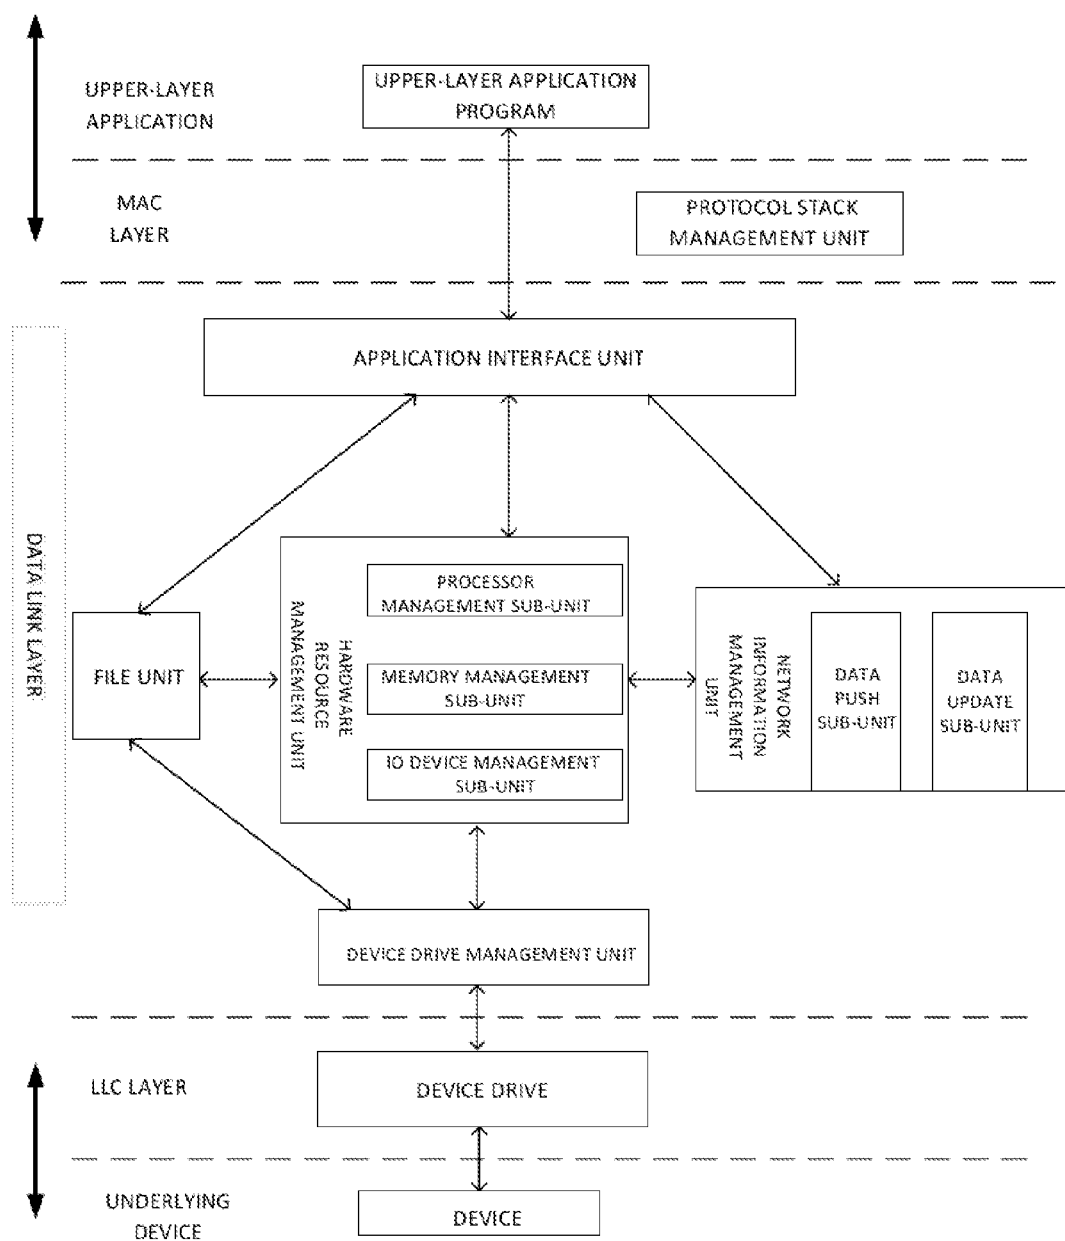 UPPER-LAYER
APPLICATION
UPPER-LAYER APPLICATION
PROGRAM
MAC
LAYER
PROTOCOL STACK
MANAGEMENT UNIT
APPLICATION INTERFACE UNIT
DATA LINK LAYER
FILE UNIT
HARDWARE
RESOURCE
MANAGEMENT UNIT
PROCESSOR
MANAGEMENT SUB-UNIT
MEMORY MANAGEMENT
SUB-UNIT
IO DEVICE MANAGEMENT
SUB-UNIT
NETWORK
INFORMATION
MANAGEMENT
UNIT
DATA
PUSH
SUB-UNIT
DATA
UPDATE
SUB-UNIT
DEVICE DRIVE MANAGEMENT UNIT
LLC LAYER
DEVICE DRIVE
UNDERLYING
DEVICE
DEVICE